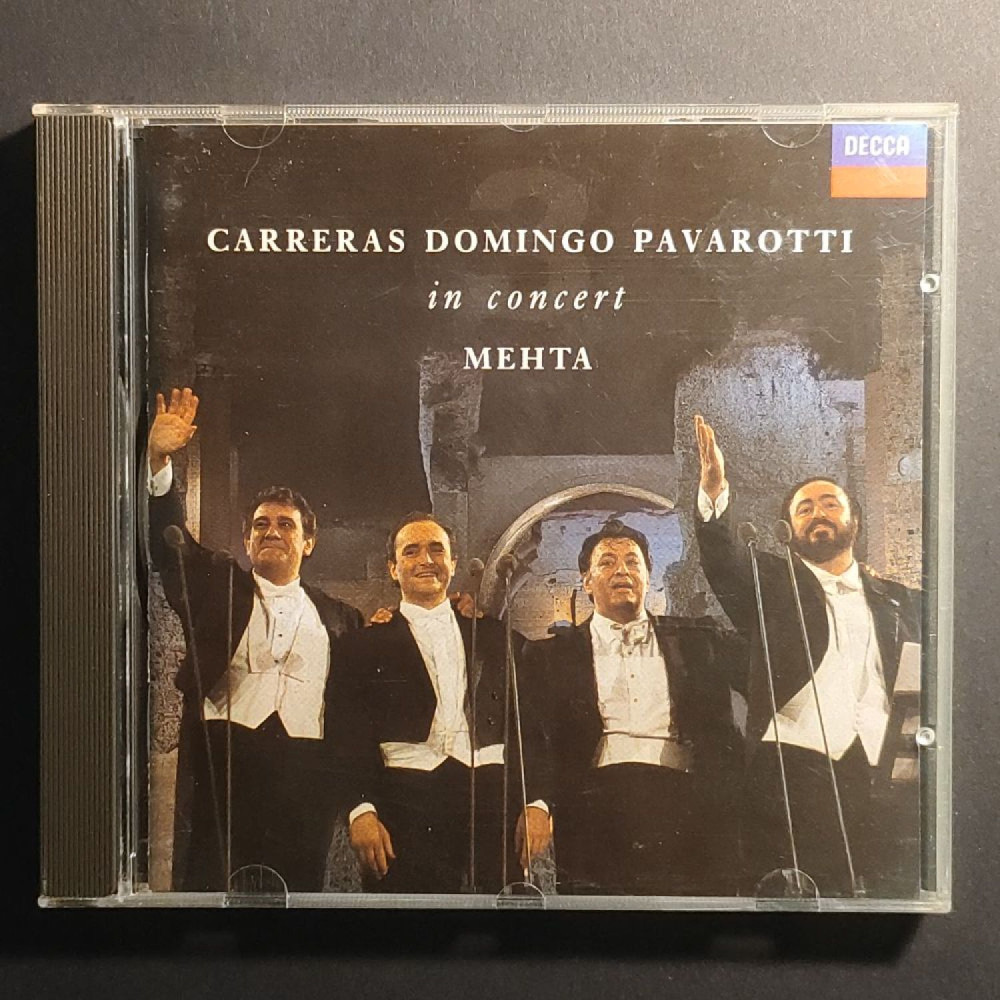 DECCA
CARRERAS DOMINGO PAVAROTTI
in concert
MEHTA